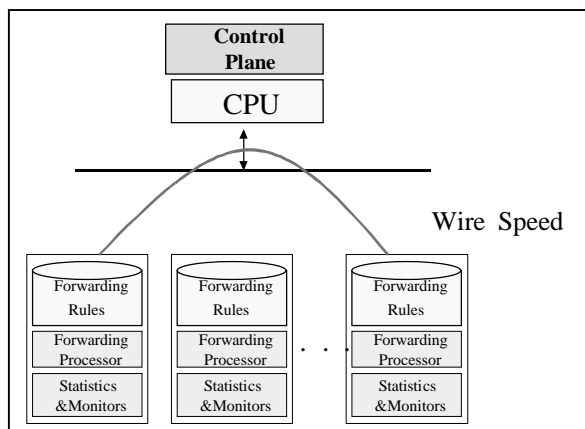 Control
Plane
CPU
Wire Speed
Forwarding
Rules
Forwarding
Processor
Statistics
&Monitors
Forwarding
Rules
Forwarding
Processor
Statistics
&Monitors
. . .
Forwarding
Rules
Forwarding
Processor
Statistics
&Monitors